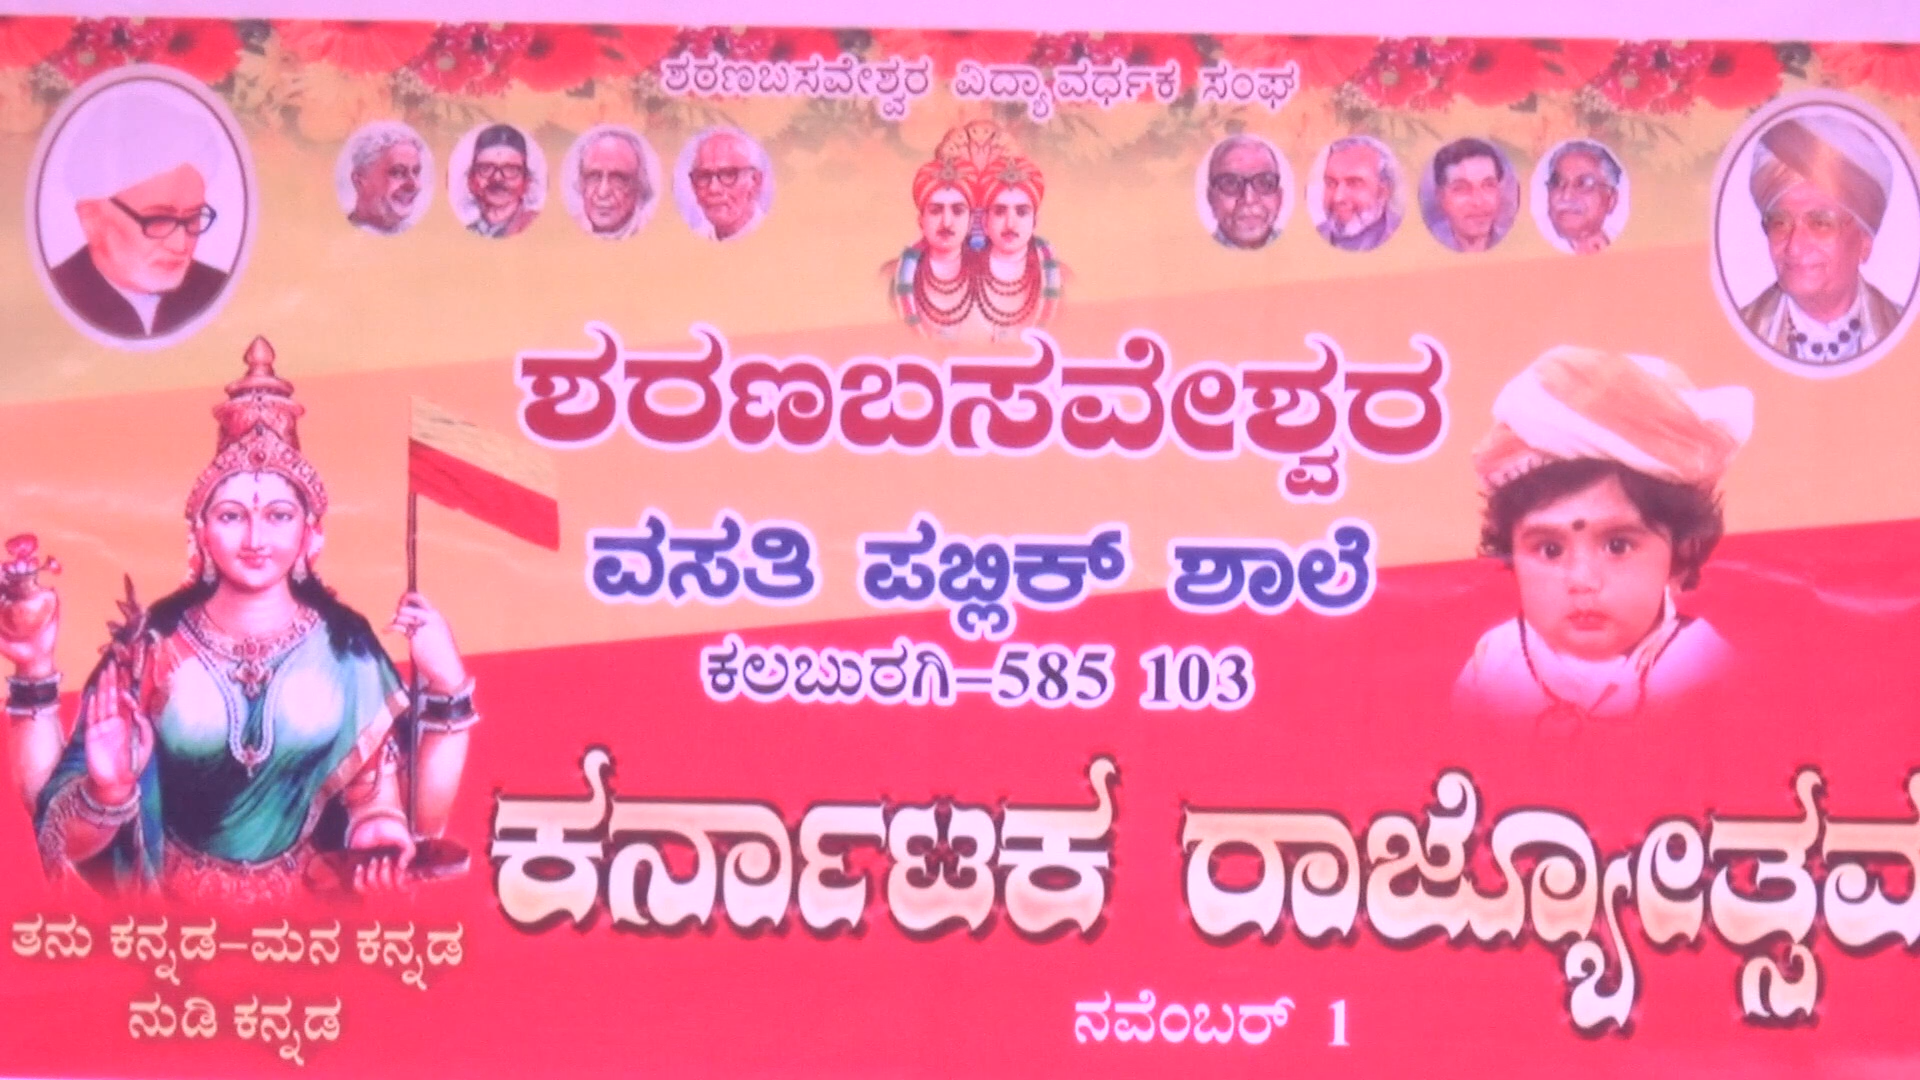 ಶರಣಬಸವೇಶ್ವರ ವಿದ್ಯಾವರ್ಧಕ ಸಂಘ
ಶರಣಬಸವೇಶ್ವರ
ವಸತಿ ಪಬ್ಲಿಕ್ ಶಾಲೆ
ಕಲಬುರಗಿ-585 103
ಕರ್ನಾಟಕ ರಾಜ್ಯೋತ್ಸವ
ತನು ಕನ್ನಡ-ಮನ ಕನ್ನಡ
ನುಡಿ ಕನ್ನಡ
ನವೆಂಬರ್ 1